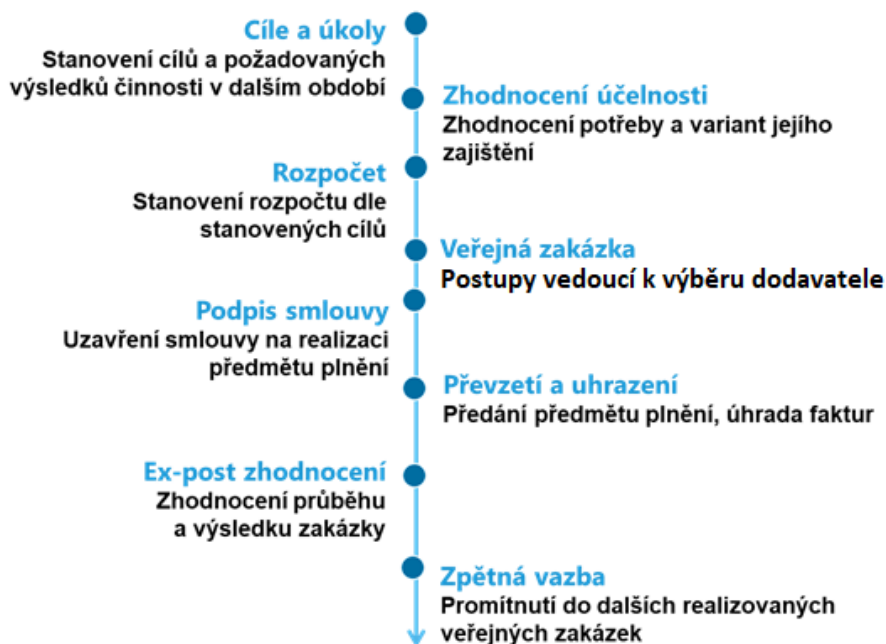 Cíle a úkoly
Stanovení cílů a požadovaných
výsledků činnosti v dalším období
Zhodnocení účelnosti
Zhodnocení potřeby a variant jejího
zajištění
Rozpočet
Stanovení rozpočtu dle
stanovených cílů
Veřejná zakázka
Postupy vedoucí k výběru dodavatele
Podpis smlouvy
Uzavření smlouvy na realizaci
předmětu plnění
Převzetí a uhrazení
Předání předmětu plnění, úhrada faktur
Ex-post zhodnocení
Zhodnocení průběhu
a výsledku zakázky
Zpětná vazba
Promítnutí do dalších realizovaných
veřejných zakázek